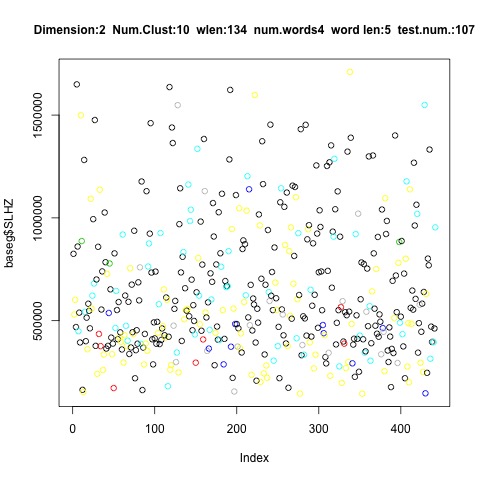 Dimension:2 Num.Clust:10 wlen:134 num.words4 word len:5 test.num.:107
1500000
1000000
500000
baseg$SLHZ
0 100 200 300 400
Index